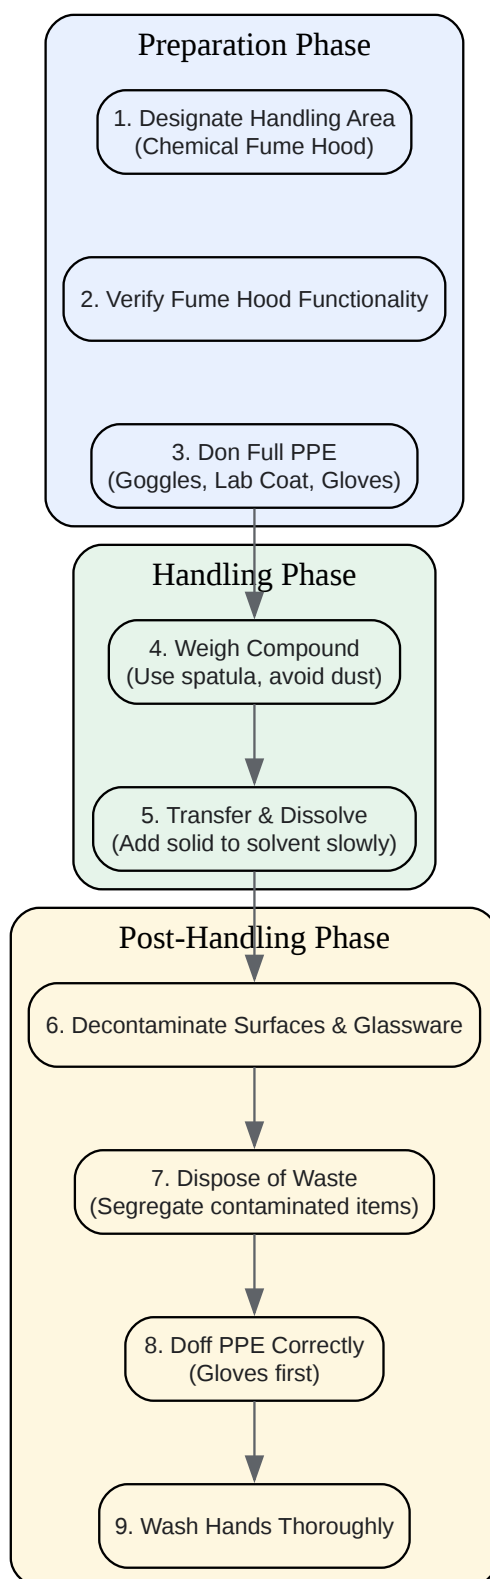 Preparation Phase
1. Designate Handling Area
(Chemical Fume Hood)
2. Verify Fume Hood Functionality
3. Don Full PPE
(Goggles, Lab Coat, Gloves)
Handling Phase
4. Weigh Compound
(Use spatula, avoid dust)
5. Transfer & Dissolve
(Add solid to solvent slowly)
Post-Handling Phase
6. Decontaminate Surfaces & Glassware
7. Dispose of Waste
(Segregate contaminated items)
8. Doff PPE Correctly
(Gloves first)
9. Wash Hands Thoroughly